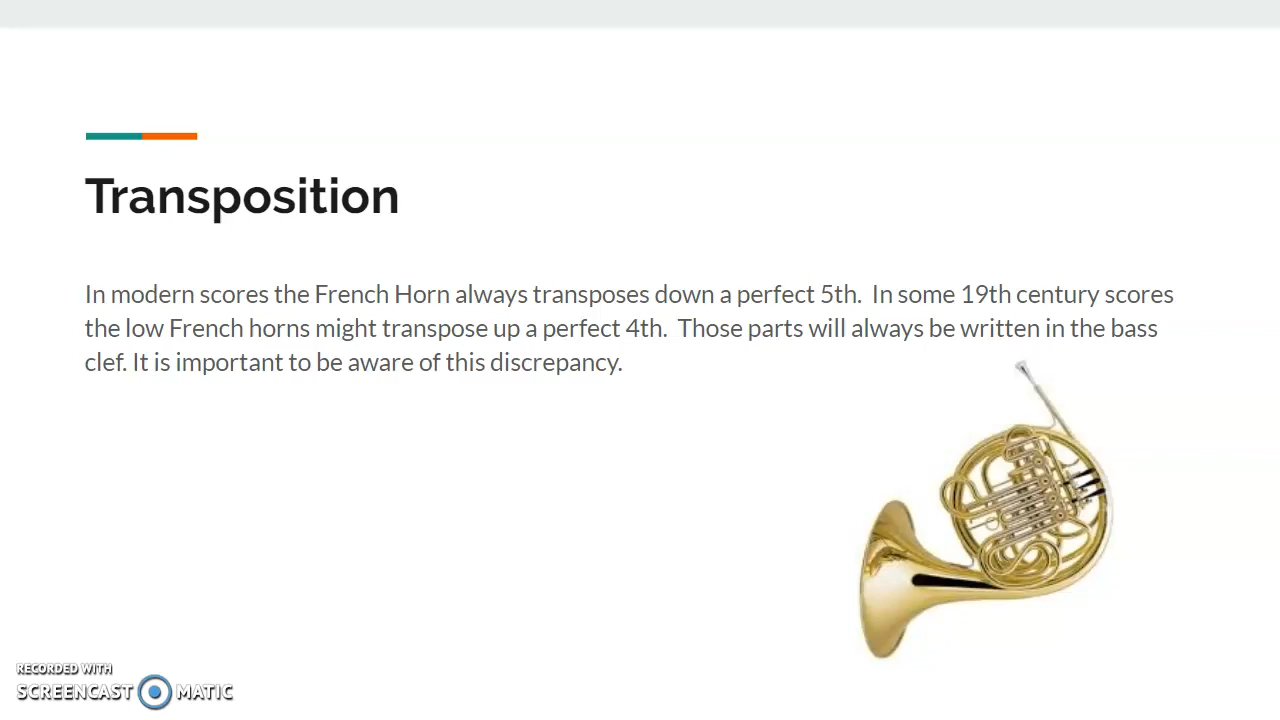 Transposition
In modern scores the French Horn always transposes down a perfect 5th.  In some 19th century scores
the low French horns might transpose up a perfect 4th.  Those parts will always be written in the bass
clef. It is important to be aware of this discrepancy.
RECORDED WITH
SCREENCAST MATIC